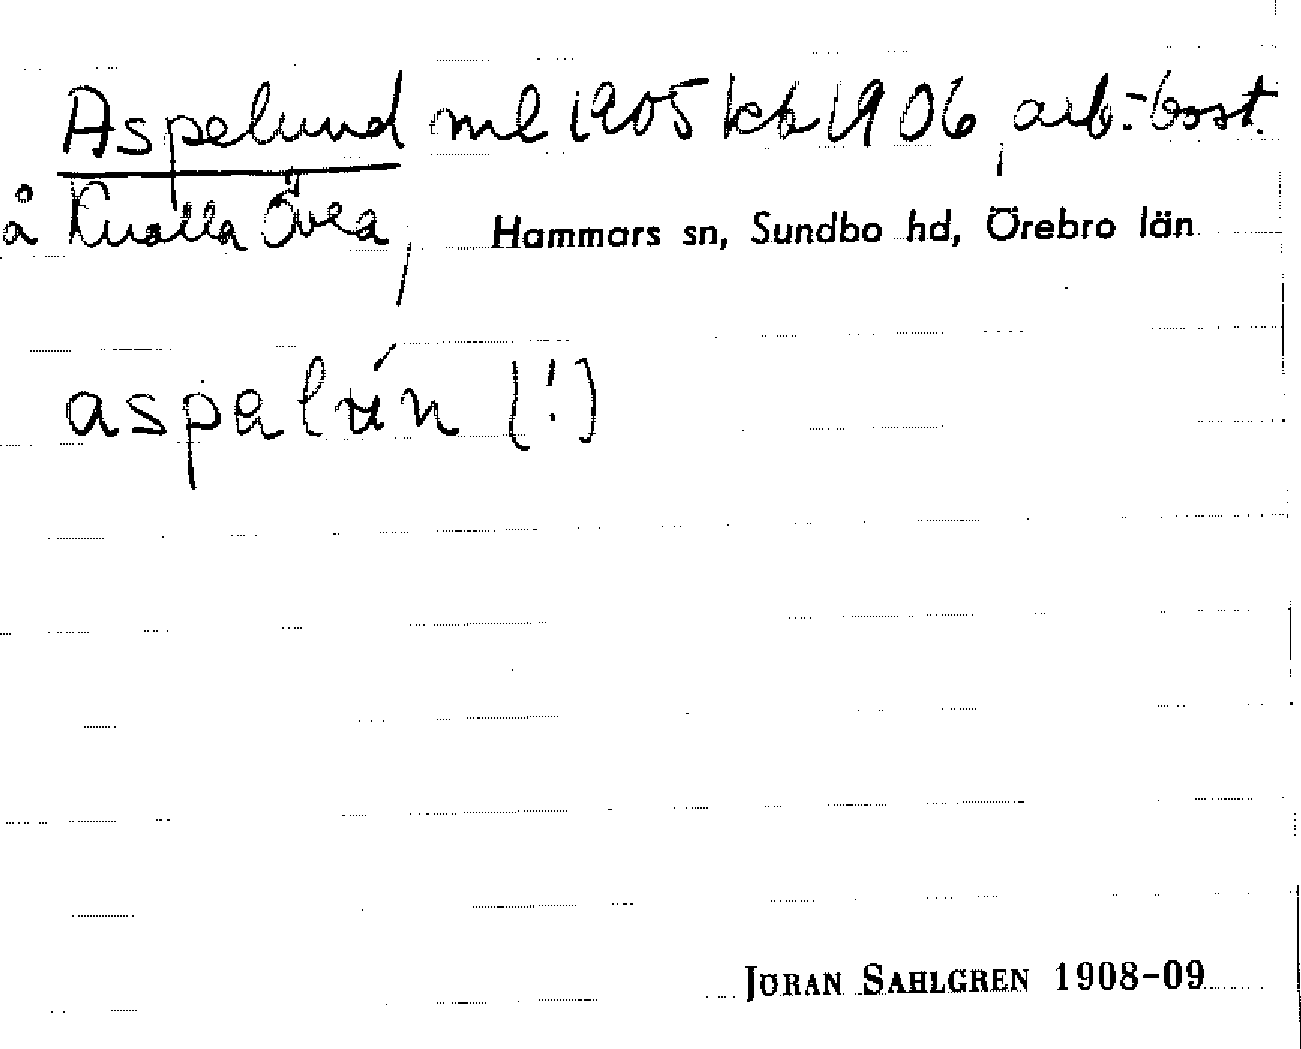 Aspelund ml 1905 kb 1906, arb.-bost.
å Knalla Övra, Hammars sn, Sundbo hd, Örebro län
aspalún (!)
JÖRAN SAHLGREN 1908-09